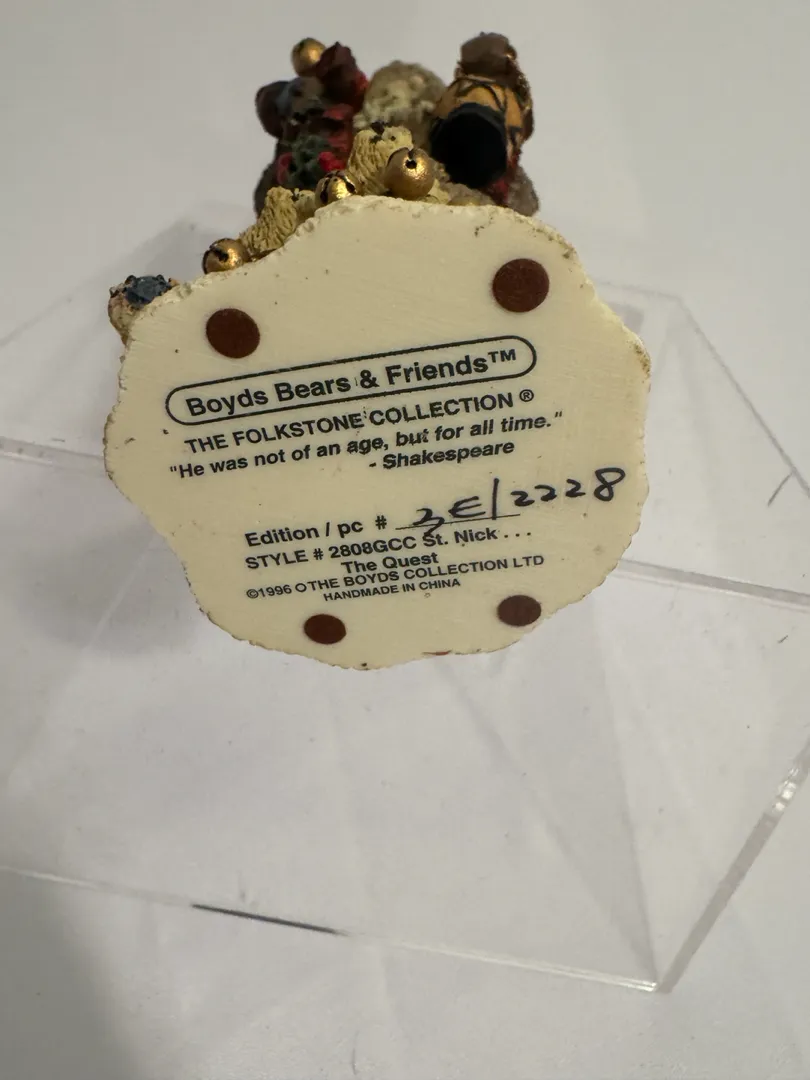 Boyds Bears & Friends™
THE FOLKSTONE COLLECTION ®
"He was not of an age, but for all time."
- Shakespeare
Edition / pc # 3E/2228
STYLE # 2808GCC St. Nick . . .
The Quest
©1996 THE BOYDS COLLECTION LTD
HANDMADE IN CHINA